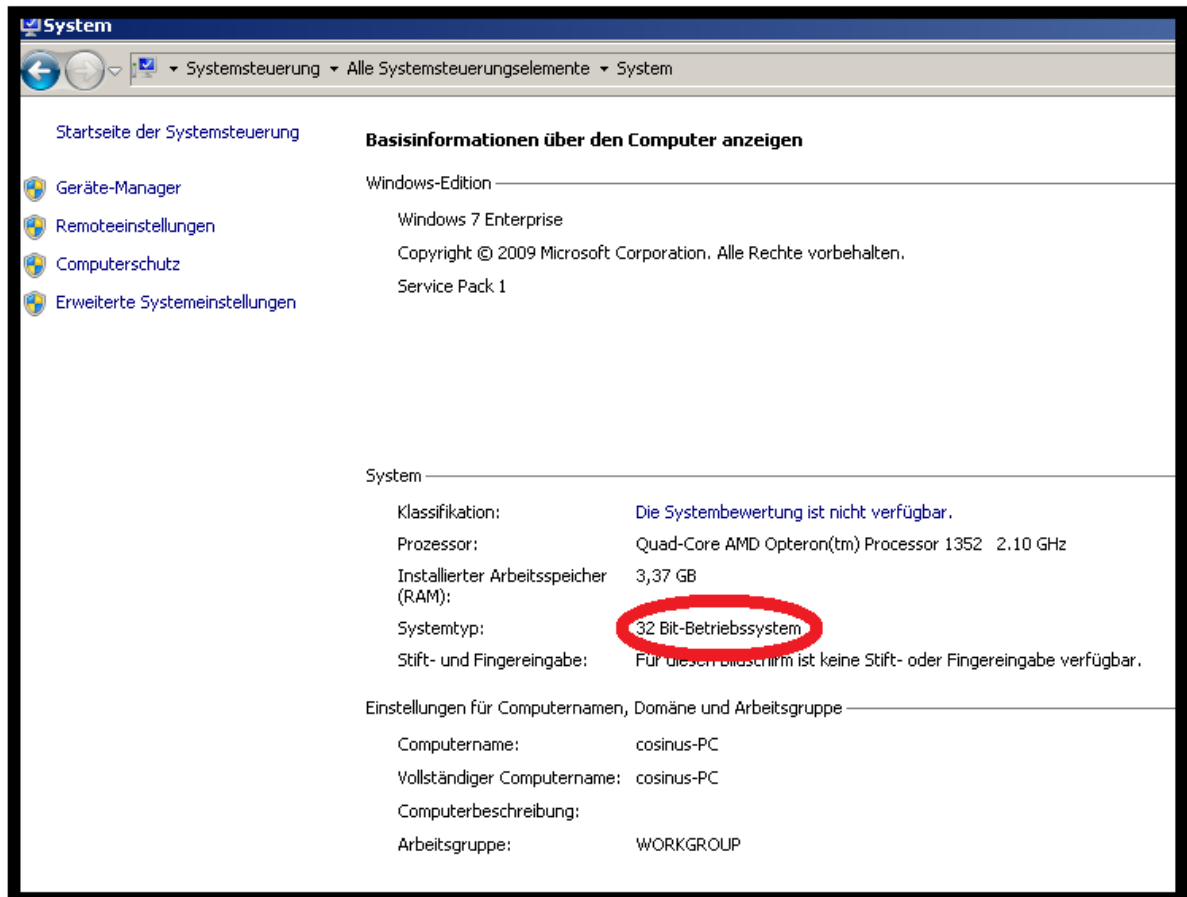 System
Systemsteuerung Alle Systemsteuerungselemente System
Startseite der Systemsteuerung
Geräte-Manager
Remoteeinstellungen
Computerschutz
Erweiterte Systemeinstellungen
Basisinformationen über den Computer anzeigen
Windows-Edition
Windows 7 Enterprise
Copyright © 2009 Microsoft Corporation. Alle Rechte vorbehalten.
Service Pack 1
System
Klassifikation: Die Systembewertung ist nicht verfügbar.
Prozessor: Quad-Core AMD Opteron(tm) Processor 1352 2.10 GHz
Installierter Arbeitsspeicher 3,37 GB
(RAM):
Systemtyp: 32 Bit-Betriebssystem
Stift- und Fingereingabe: Für diesen Bildschirm ist keine Stift- oder Fingereingabe verfügbar.
Einstellungen für Computernamen, Domäne und Arbeitsgruppe
Computername: cosinus-PC
Vollständiger Computername: cosinus-PC
Computerbeschreibung:
Arbeitsgruppe: WORKGROUP